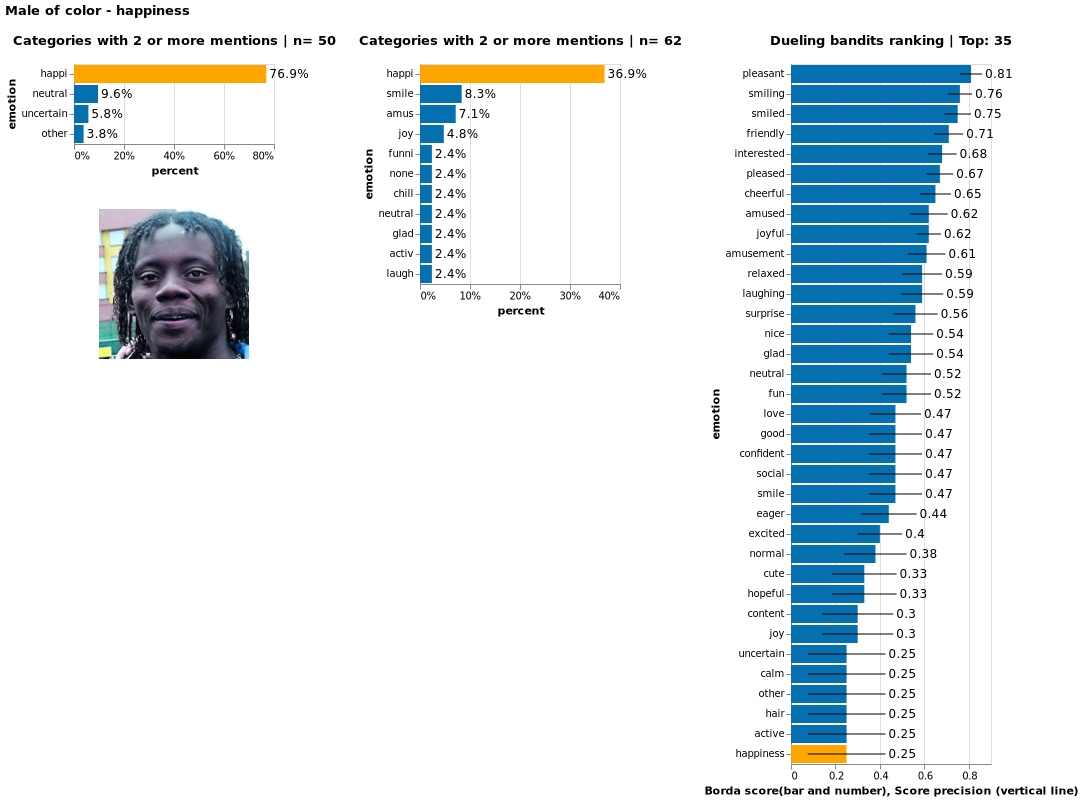 Male of color - happiness
Categories with 2 or more mentions | n= 50
emotion
happi 76.9%
neutral 9.6%
uncertain 5.8%
other 3.8%
0% 20% 40% 60% 80%
percent
Categories with 2 or more mentions | n= 62
emotion
happi 36.9%
smile 8.3%
amus 7.1%
joy 4.8%
funni 2.4%
none 2.4%
chill 2.4%
neutral 2.4%
glad 2.4%
activ 2.4%
laugh 2.4%
0% 10% 20% 30% 40%
percent
Dueling bandits ranking | Top: 35
emotion
pleasant 0.81
smiling 0.76
smiled 0.75
friendly 0.71
interested 0.68
pleased 0.67
cheerful 0.65
amused 0.62
joyful 0.62
amusement 0.61
relaxed 0.59
laughing 0.59
surprise 0.56
nice 0.54
glad 0.54
neutral 0.52
fun 0.52
love 0.47
good 0.47
confident 0.47
social 0.47
smile 0.47
eager 0.44
excited 0.4
normal 0.38
cute 0.33
hopeful 0.33
content 0.3
joy 0.3
uncertain 0.25
calm 0.25
other 0.25
hair 0.25
active 0.25
happiness 0.25
0 0.2 0.4 0.6 0.8
Borda score(bar and number), Score precision (vertical line)